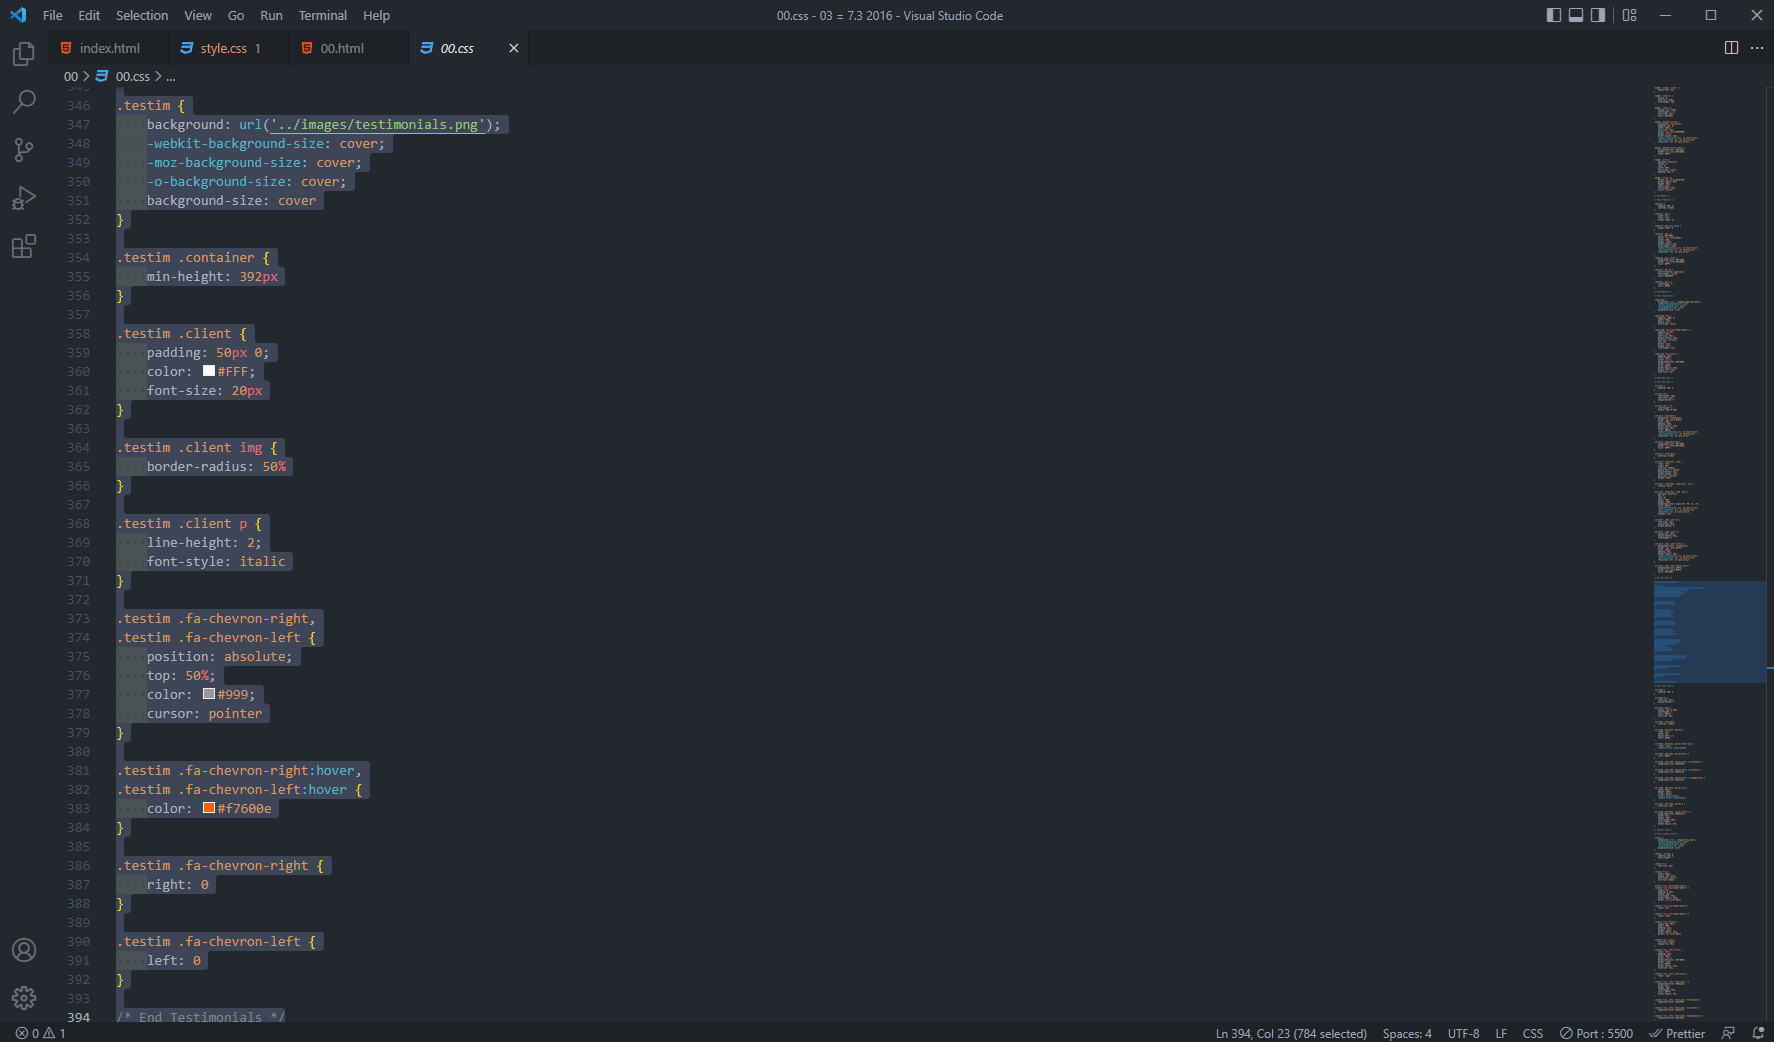 File Edit Selection View Go Run Terminal Help
00.css - 03 = 7.3 2016 - Visual Studio Code
index.html
style.css 1
00.html
00.css
00 > 00.css > ...
346 .testim {
347 background: url('../images/testimonials.png');
348 -webkit-background-size: cover;
349 -moz-background-size: cover;
350 -o-background-size: cover;
351 background-size: cover
352 }
353
354 .testim .container {
355 min-height: 392px
356 }
357
358 .testim .client {
359 padding: 50px 0;
360 color: #FFF;
361 font-size: 20px
362 }
363
364 .testim .client img {
365 border-radius: 50%
366 }
367
368 .testim .client p {
369 line-height: 2;
370 font-style: italic
371 }
372
373 .testim .fa-chevron-right,
374 .testim .fa-chevron-left {
375 position: absolute;
376 top: 50%;
377 color: #999;
378 cursor: pointer
379 }
380
381 .testim .fa-chevron-right:hover,
382 .testim .fa-chevron-left:hover {
383 color: #f7600e
384 }
385
386 .testim .fa-chevron-right {
387 right: 0
388 }
389
390 .testim .fa-chevron-left {
391 left: 0
392 }
393
394 /* End Testimonials */
0 1
Ln 394, Col 23 (784 selected) Spaces: 4 UTF-8 LF CSS Port : 5500 Prettier